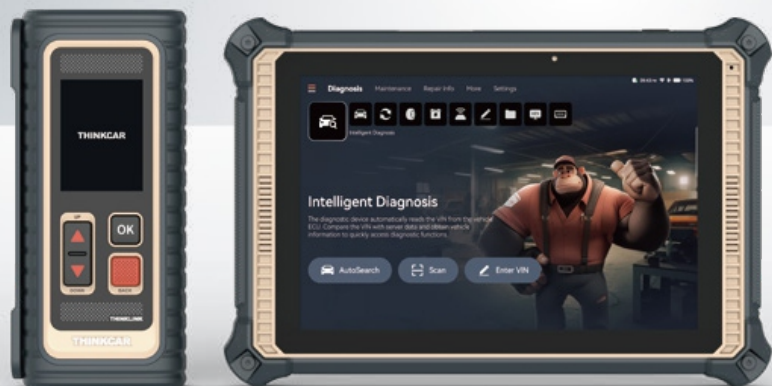 THINKCAR
UP
OK
DOWN
BACK
THINKLINK
THINKCAR
Diagnosis Maintenance Repair Info More Settings
100%
Intelligent Diagnosis
Intelligent Diagnosis
The diagnostic device automatically reads the VIN from the vehicle
ECU. Compare the VIN with server data and obtain vehicle
information to quickly access diagnostic functions.
AutoSearch Scan Enter VIN